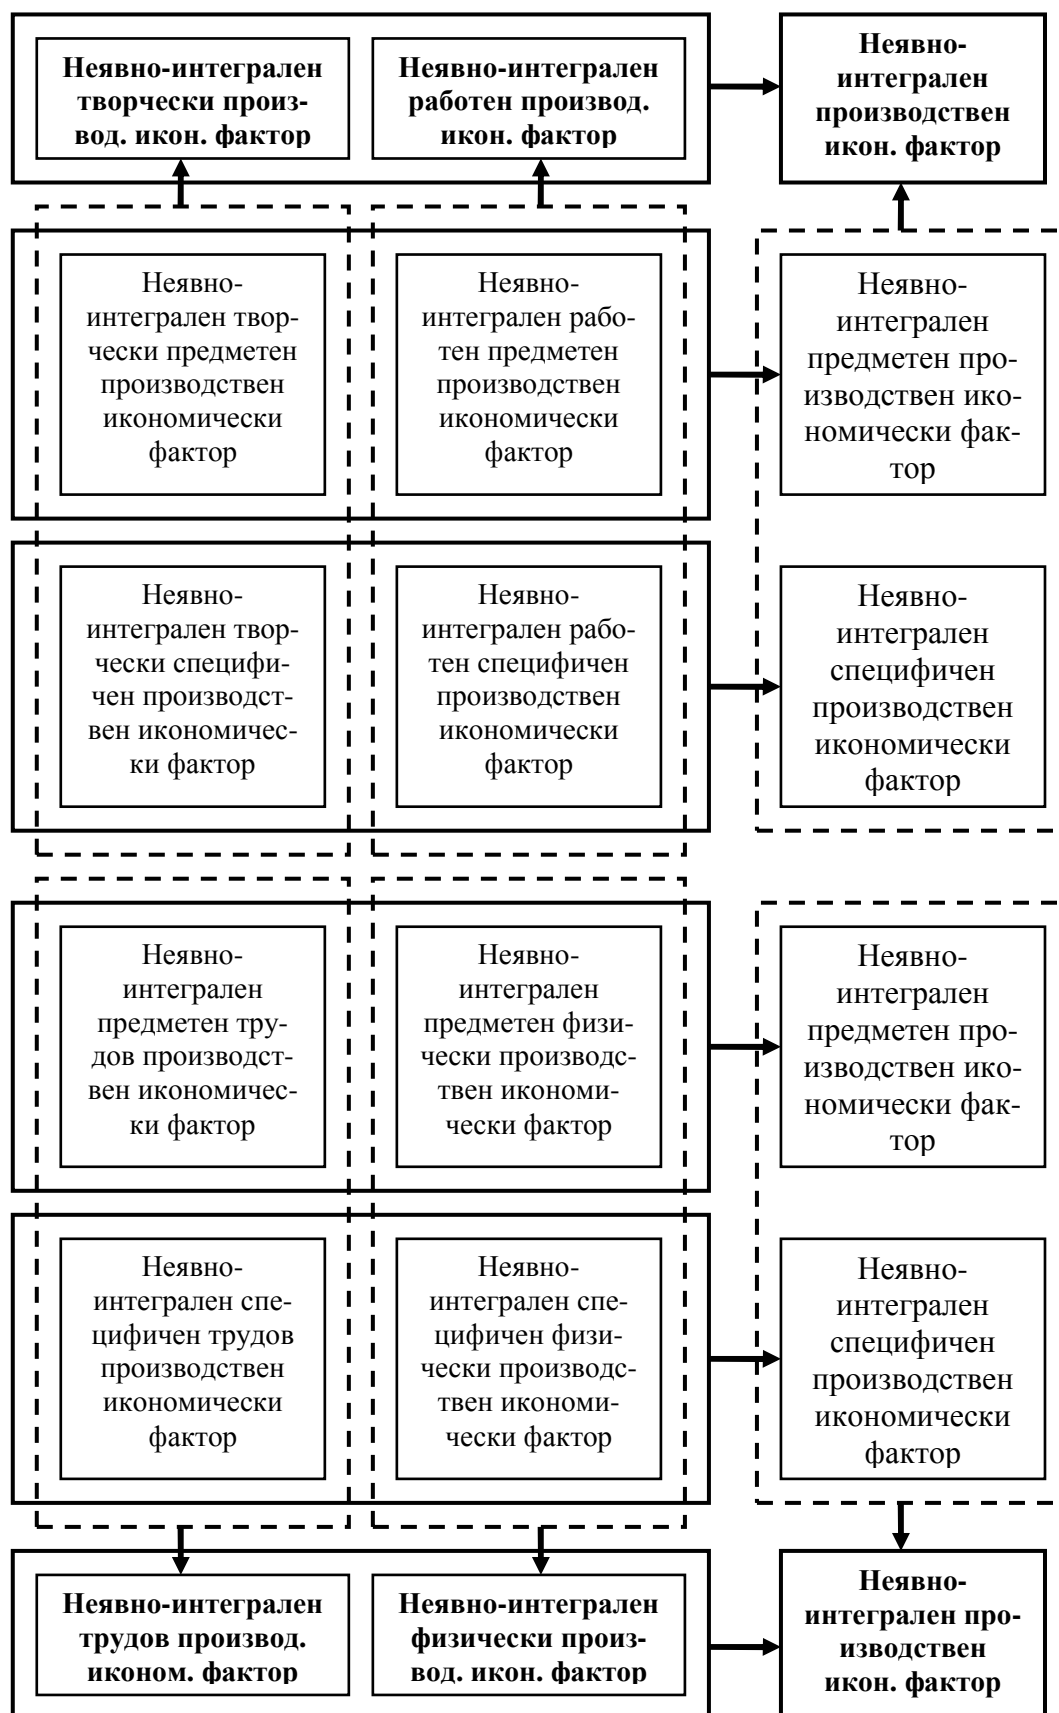 Неявно-интегрален
творчески произ-
вод. икон. фактор
Неявно-интегрален
работен производ.
икон. фактор
Неявно-
интегрален
производствен
икон. фактор
Неявно-
интегрален твор-
чески предметен
производствен
икономически
фактор
Неявно-
интегрален рабо-
тен предметен
производствен
икономически
фактор
Неявно-
интегрален
предметен про-
изводствен ико-
номически фак-
тор
Неявно-
интегрален твор-
чески специфи-
чен производст-
вен икономичес-
ки фактор
Неявно-
интегрален рабо-
тен специфичен
производствен
икономически
фактор
Неявно-
интегрален
специфичен
производствен
икономически
фактор
Неявно-
интегрален
предметен тру-
дов производст-
вен икономичес-
ки фактор
Неявно-
интегрален
предметен физи-
чески производс-
твен икономи-
чески фактор
Неявно-
интегрален
предметен про-
изводствен ико-
номически фак-
тор
Неявно-
интегрален спе-
цифичен трудов
производствен
икономически
фактор
Неявно-
интегрален спе-
цифичен физи-
чески производс-
твен икономи-
чески фактор
Неявно-
интегрален
специфичен
производствен
икономически
фактор
Неявно-интегрален
трудов производ.
иконом. фактор
Неявно-интегрален
физически произ-
вод. икон. фактор
Неявно-
интегрален про-
изводствен
икон. фактор